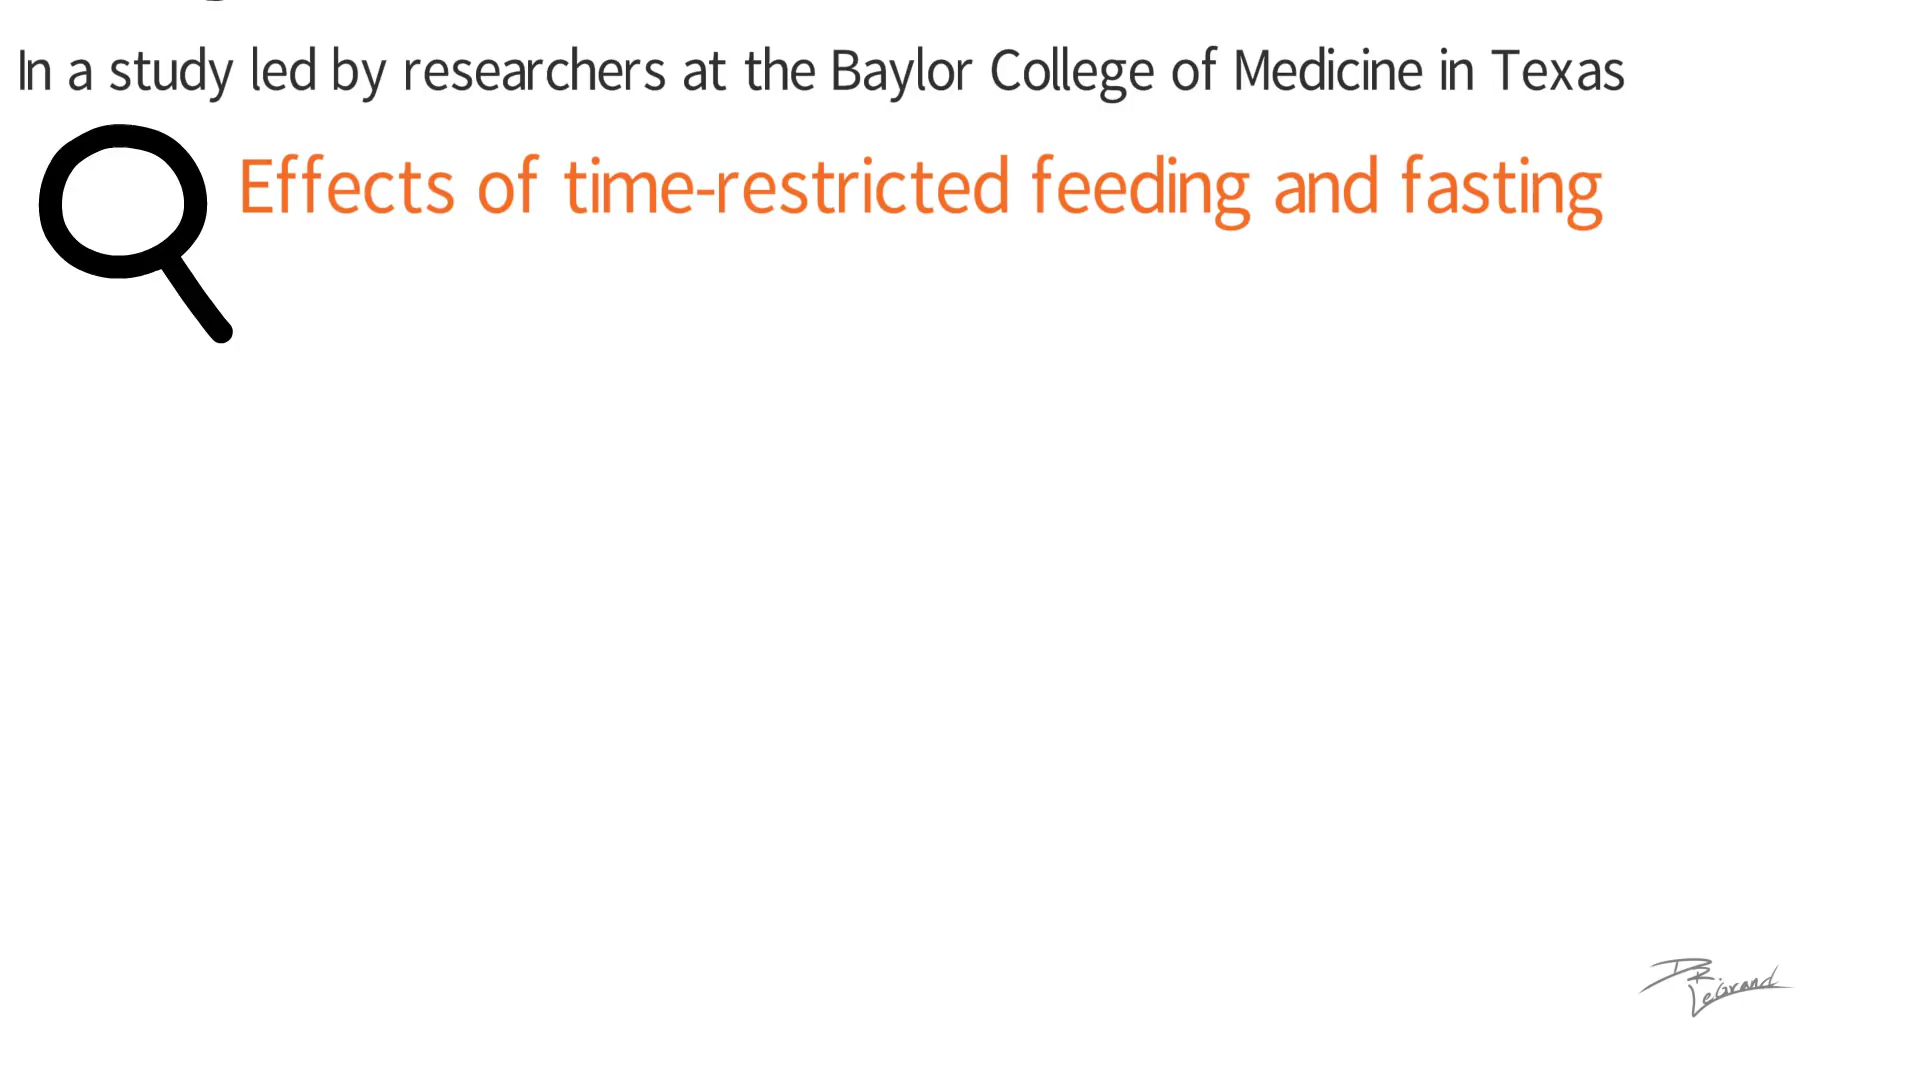 In a study led by researchers at the Baylor College of Medicine in Texas
Effects of time-restricted feeding and fasting
LeGrand